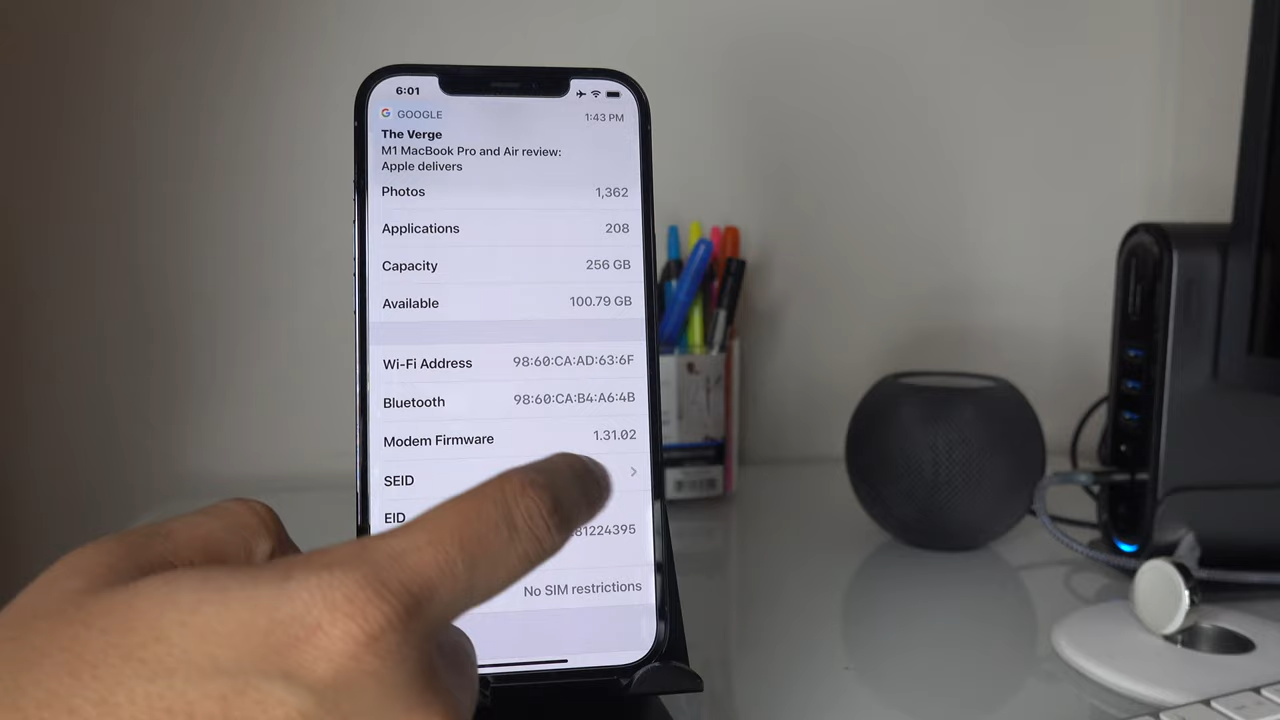 6:01
GOOGLE 1:43 PM
The Verge
M1 MacBook Pro and Air review:
Apple delivers
Photos 1,362
Applications 208
Capacity 256 GB
Available 100.79 GB
Wi-Fi Address 98:60:CA:AD:63:6F
Bluetooth 98:60:CA:B4:A6:4B
Modem Firmware 1.31.02
SEID
EID
81224395
No SIM restrictions